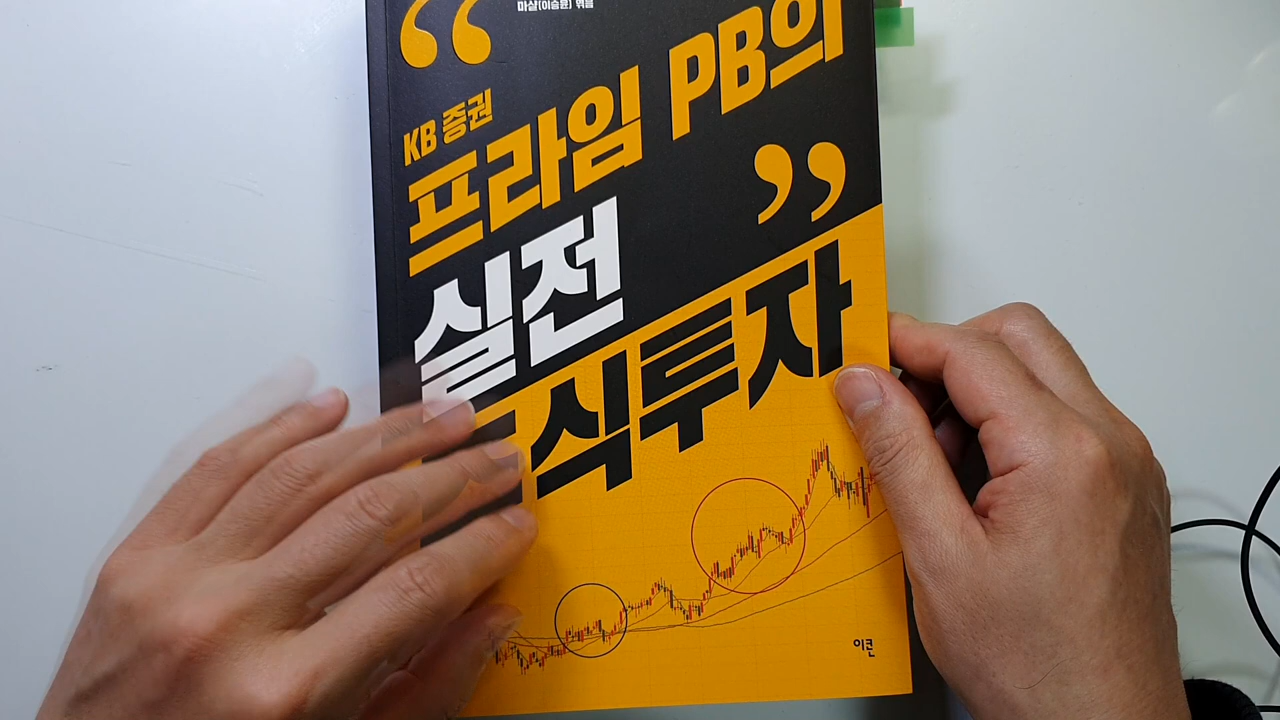 마샬(이승윤) 엮음
KB 증권
프라임 PB의
실전
식투자
이콘